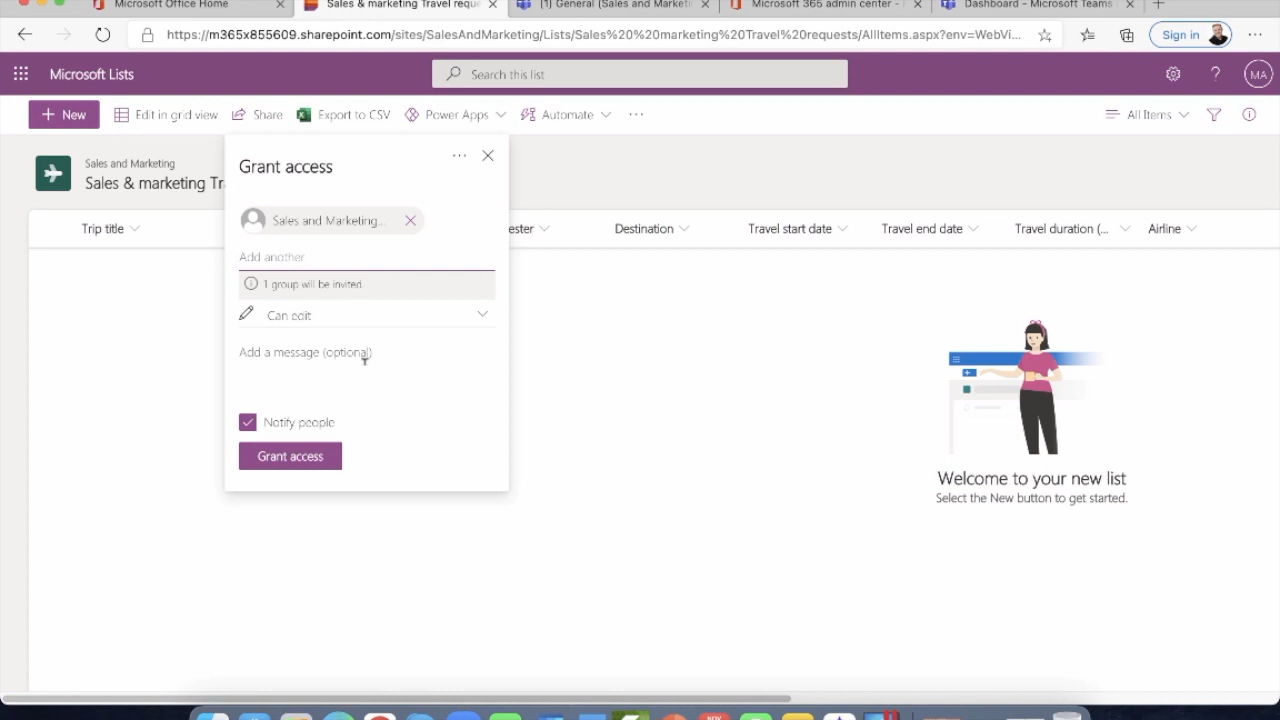 Microsoft Office Home
Sales & marketing Travel reque
(1) General (Sales and Marketi
Microsoft 365 admin center -
Dashboard - Microsoft Teams
https://m365x855609.sharepoint.com/sites/SalesAndMarketing/Lists/Sales%20%20marketing%20Travel%20requests/AllItems.aspx?env=WebVi...
Sign in
Microsoft Lists
Search this list
MA
New
Edit in grid view
Share
Export to CSV
Power Apps
Automate
All Items
Sales and Marketing
Sales & marketing Tr
Grant access
Sales and Marketing...
Add another
1 group will be invited.
Can edit
Add a message (optional)
Notify people
Grant access
Trip title
ester
Destination
Travel start date
Travel end date
Travel duration (...
Airline
Welcome to your new list
Select the New button to get started.
NOV